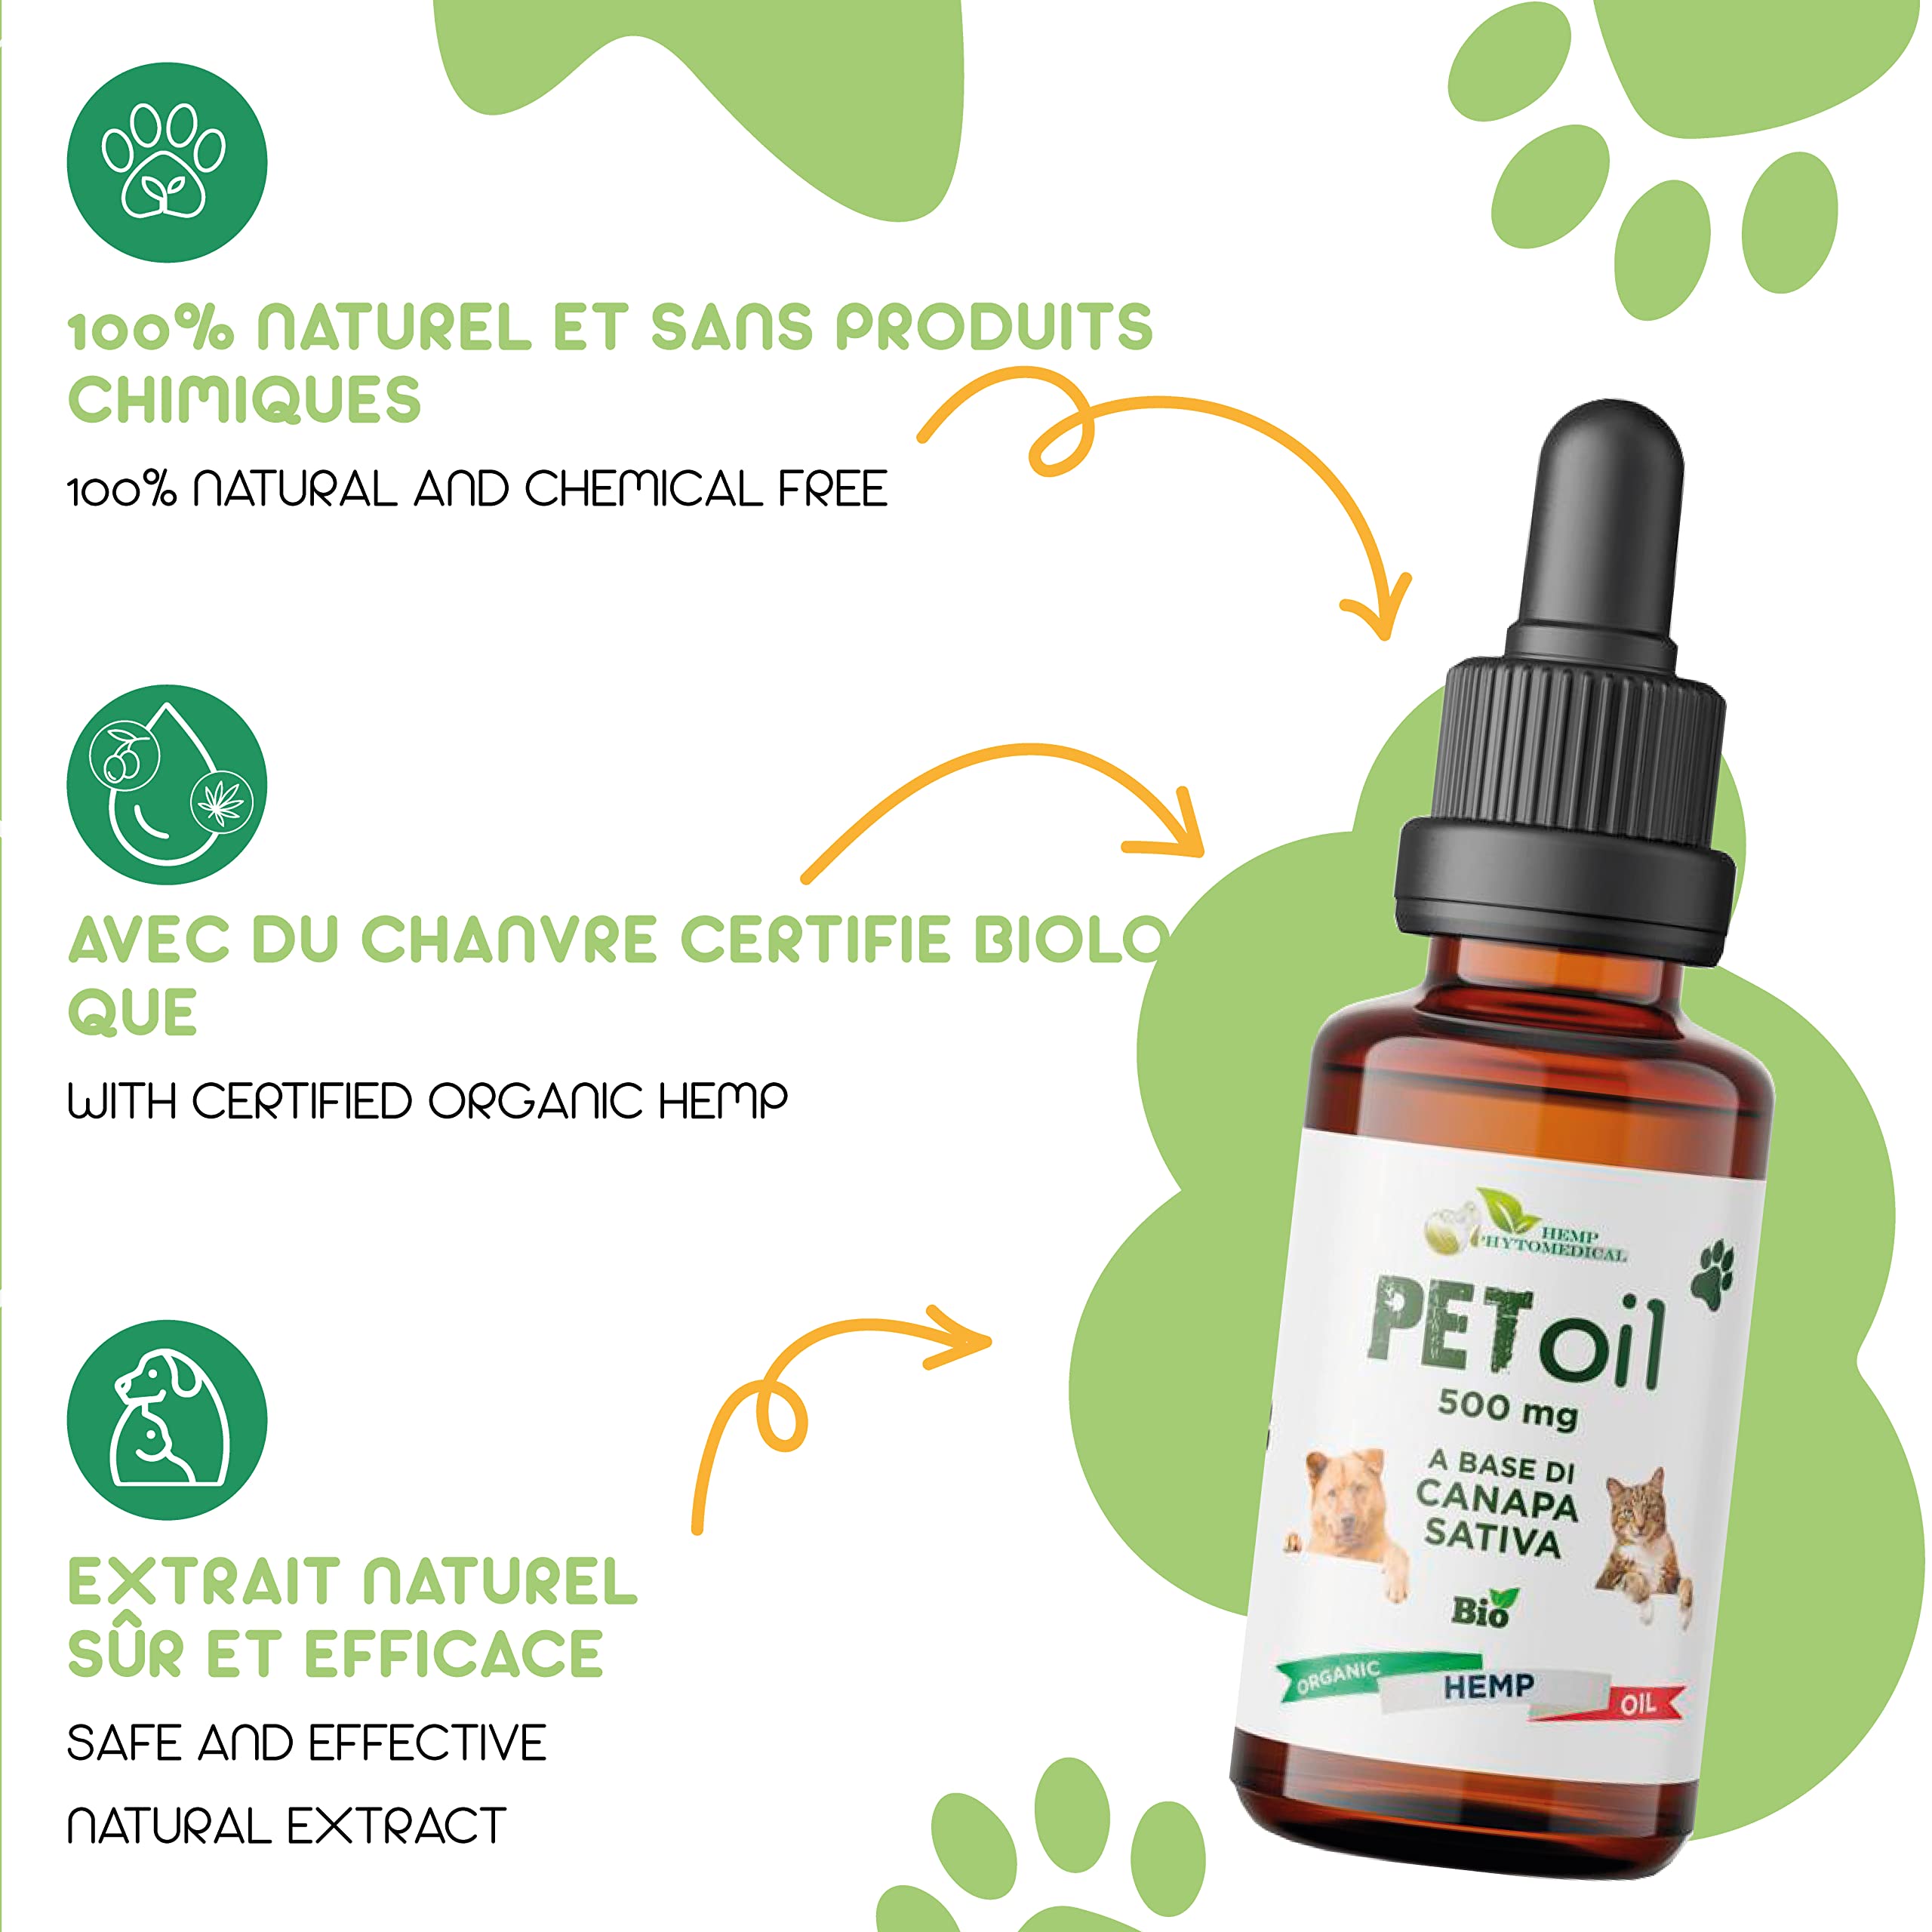 100% NATUREL ET SANS PRODUITS
CHIMIQUES
100% NATURAL AND CHEMICAL FREE
AVEC DU CHANVRE CERTIFIE BIOLO
QUE
WITH CERTIFIED ORGANIC HEMP
EXTRAIT NATUREL
SÛR ET EFFICACE
SAFE AND EFFECTIVE
NATURAL EXTRACT
HEMP
PHYTOMEDICAL
PET oil
500 mg
A BASE DI
CANAPA
SATIVA
Bio
ORGANIC HEMP OIL